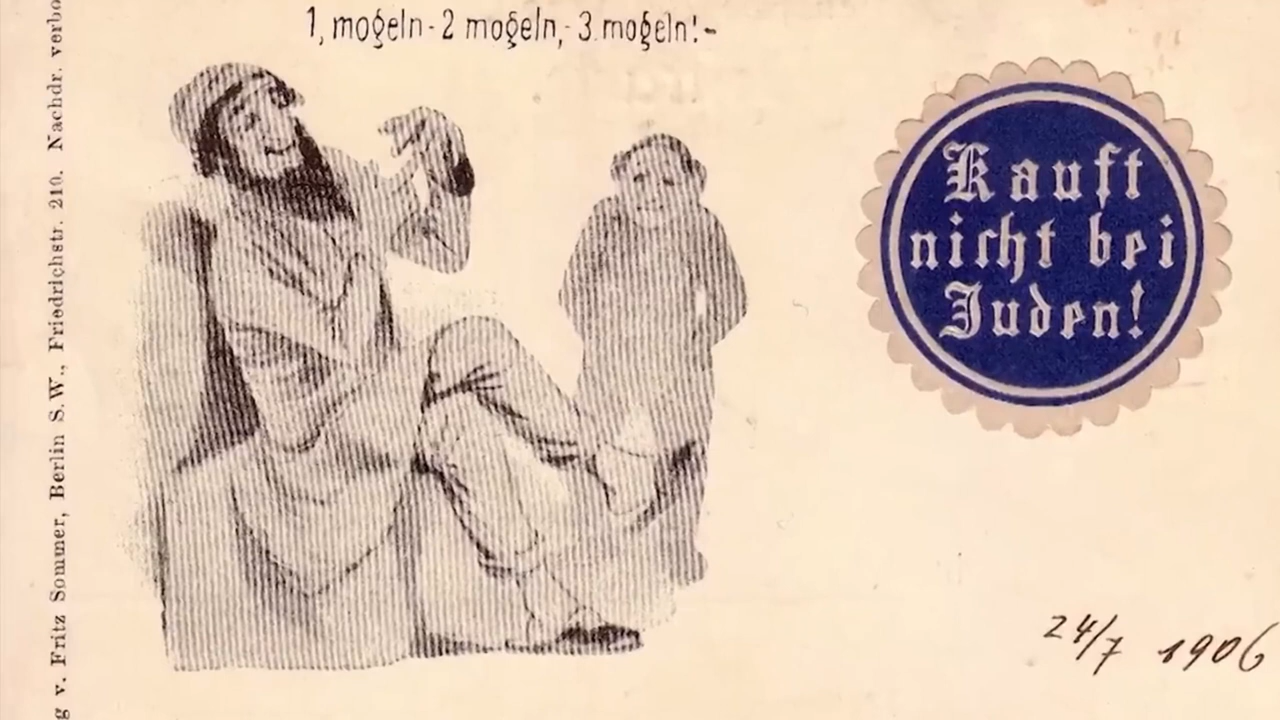 1, mogeln - 2 mogeln, - 3. mogeln! -
Kauft
nicht bei
Juden!
24/7 1906
g v. Fritz Sommer, Berlin S. W., Friedrichstr. 210. Nachdr. verbo